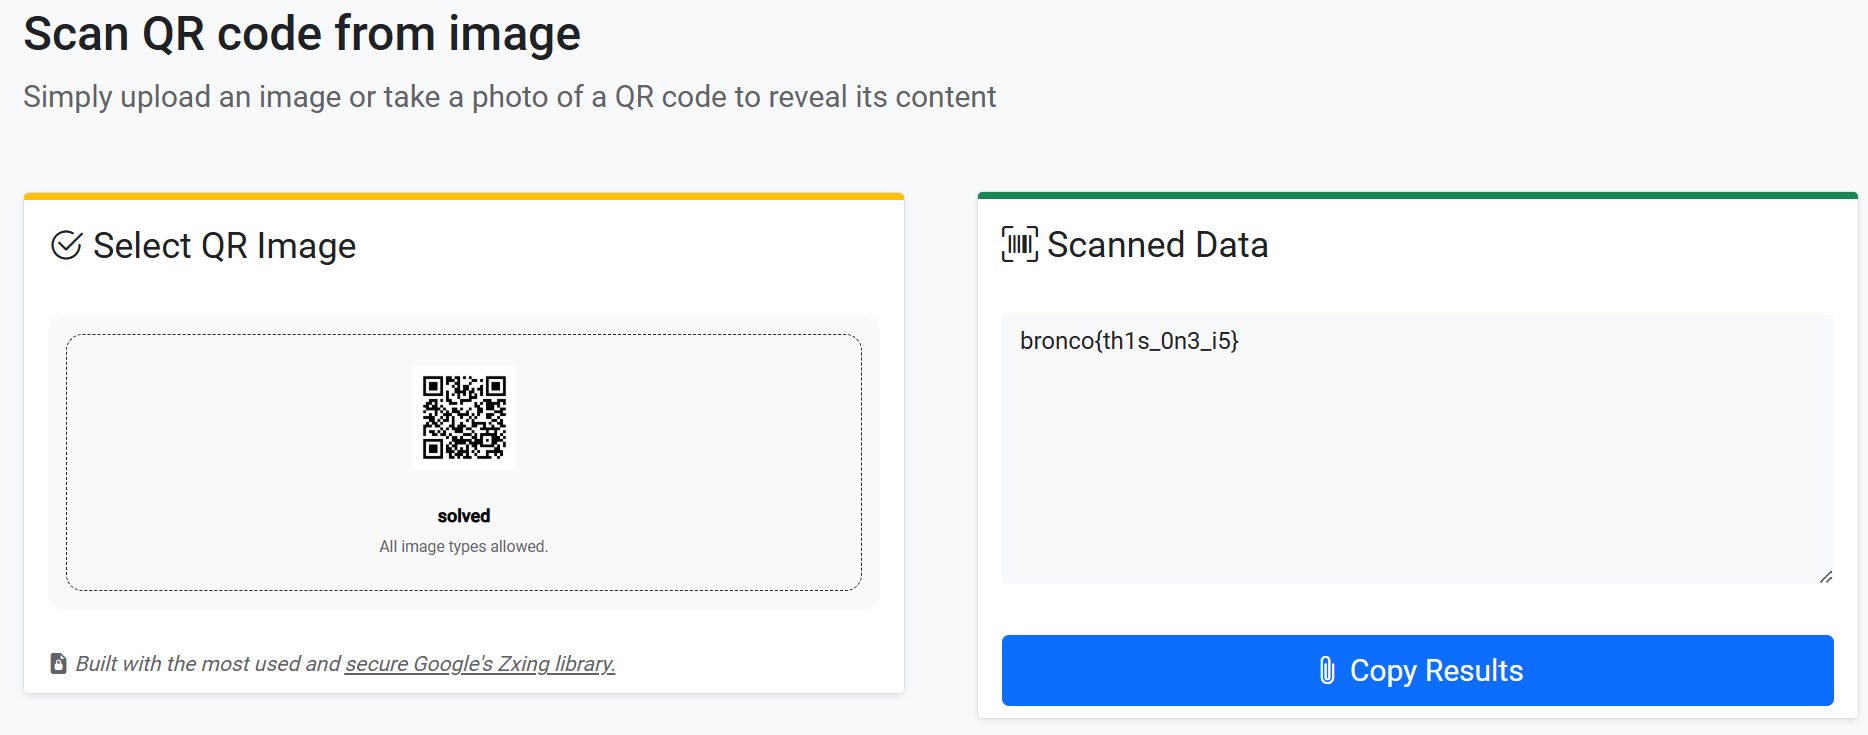 Scan QR code from image
Simply upload an image or take a photo of a QR code to reveal its content
Select QR Image
solved
All image types allowed.
Built with the most used and secure Google's Zxing library.
Scanned Data
bronco{th1s_0n3_i5}
Copy Results